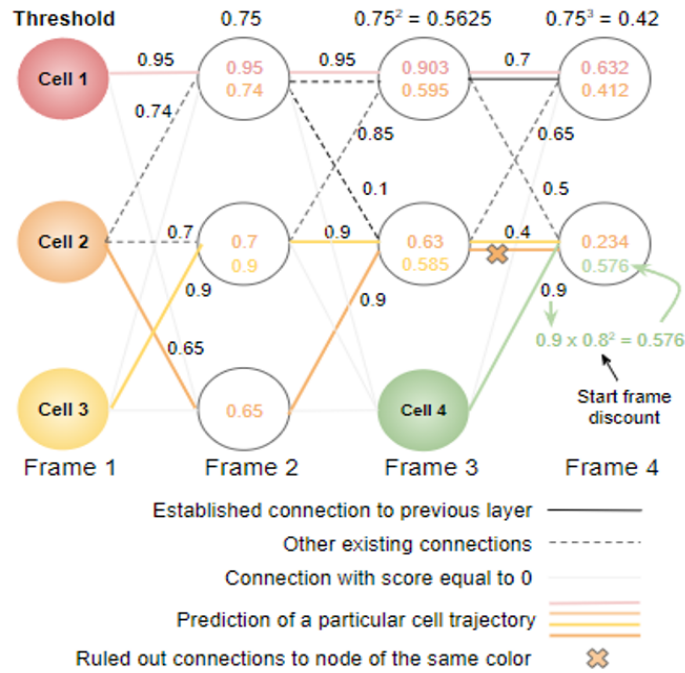 Threshold 0.75 0.75² = 0.5625 0.75³ = 0.42
0.95 0.95 0.7
Cell 1 0.95 0.903 0.632
0.74 0.595 0.412
0.74
0.85 0.65
0.1 0.5
0.7 0.9 0.4
Cell 2 0.7 0.63 0.234
0.9 0.585 0.576
0.9 0.9 0.9
0.65
0.9 x 0.8² = 0.576
Start frame
discount
Cell 3 0.65 Cell 4
Frame 1 Frame 2 Frame 3 Frame 4
Established connection to previous layer
Other existing connections
Connection with score equal to 0
Prediction of a particular cell trajectory
Ruled out connections to node of the same color